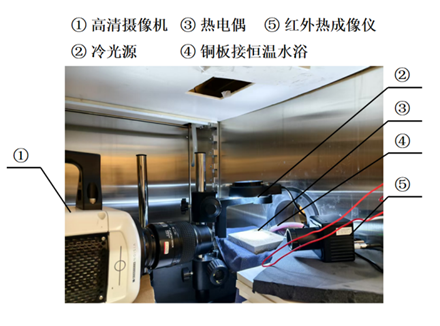 ① 高清摄像机 ③ 热电偶 ⑤ 红外热成像仪
② 冷光源 ④ 铜板接恒温水浴
②
③
①
④
⑤